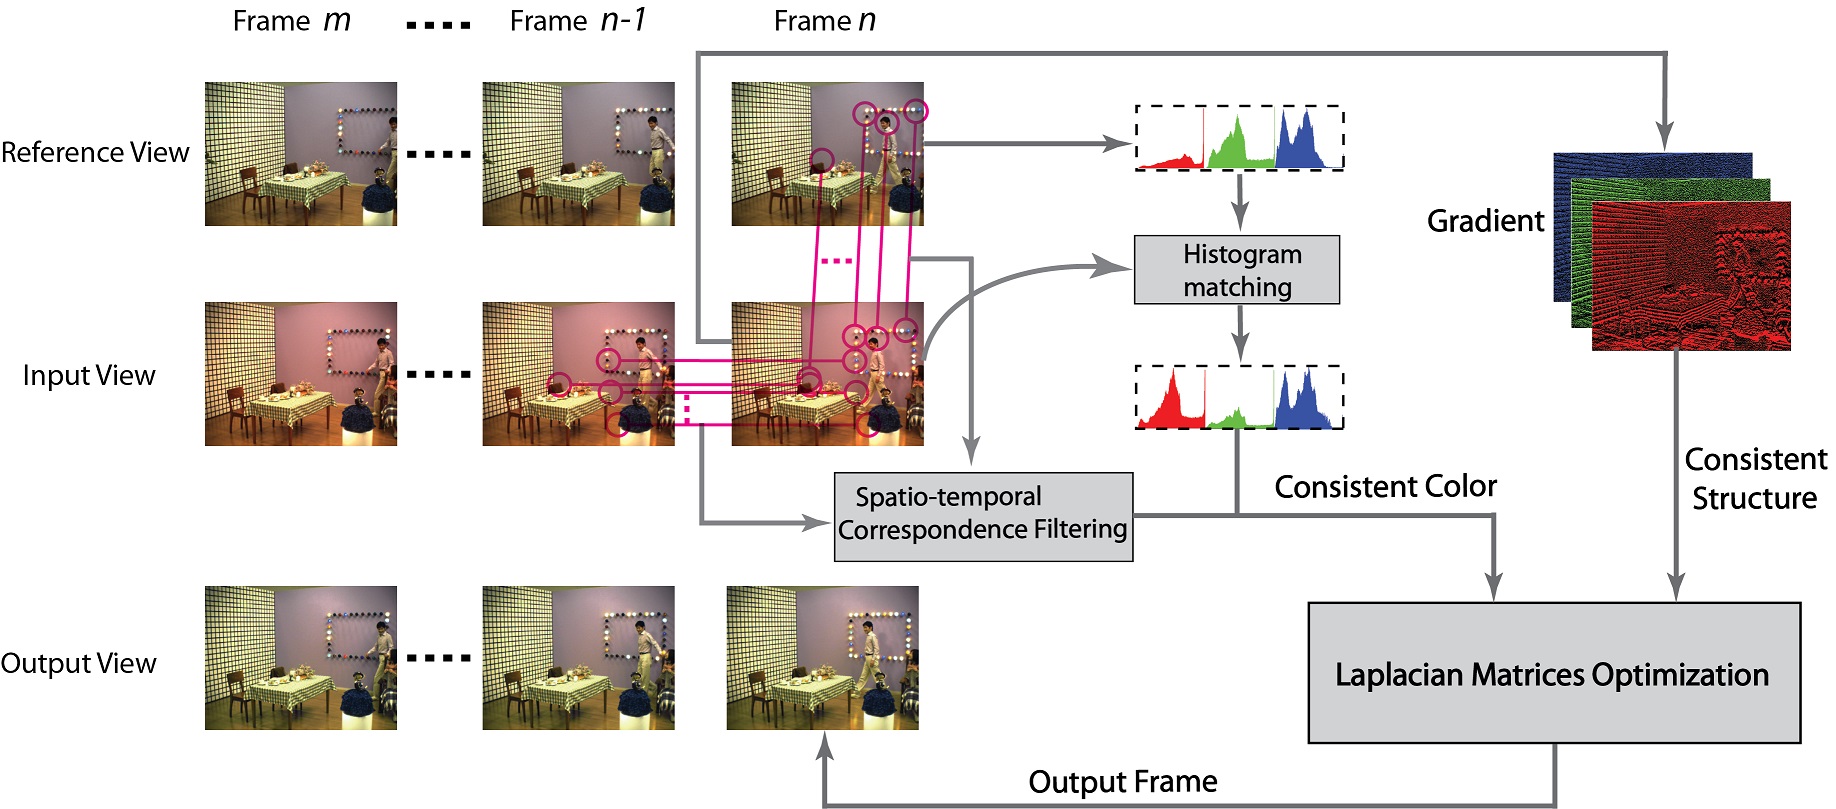 Frame m
Frame n-1
Frame n
Reference View
Gradient
Histogram
matching
Input View
Consistent
Structure
Consistent Color
Spatio-temporal
Correspondence Filtering
Output View
Laplacian Matrices Optimization
Output Frame